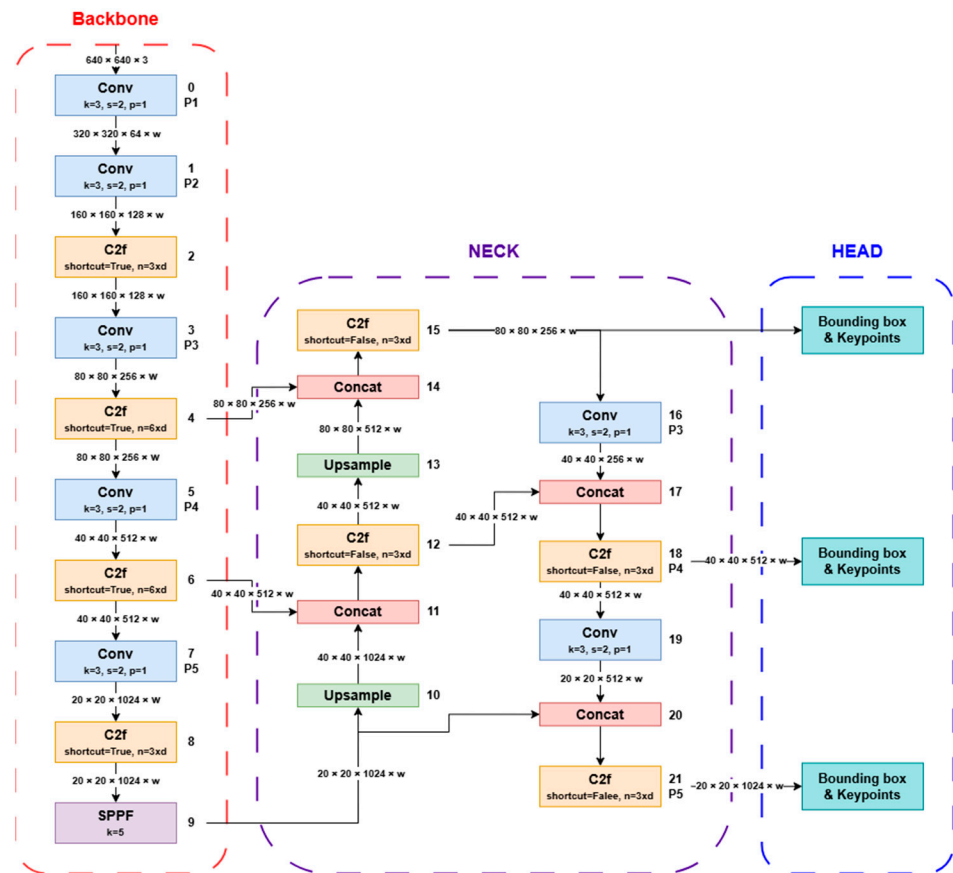 Backbone
640 × 640 × 3
Conv
k=3, s=2, p=1
0
P1
320 × 320 × 64 × w
Conv
k=3, s=2, p=1
1
P2
160 × 160 × 128 × w
C2f
shortcut=True, n=3xd
2
160 × 160 × 128 × w
Conv
k=3, s=2, p=1
3
P3
80 × 80 × 256 × w
C2f
shortcut=True, n=6xd
4
80 × 80 × 256 × w
Conv
k=3, s=2, p=1
5
P4
40 × 40 × 512 × w
C2f
shortcut=True, n=6xd
6
40 × 40 × 512 × w
Conv
k=3, s=2, p=1
7
P5
20 × 20 × 1024 × w
C2f
shortcut=True, n=3xd
8
20 × 20 × 1024 × w
SPPF
k=5
9
NECK
C2f
shortcut=False, n=3xd
15
80 × 80 × 256 × w
Concat
14
80 × 80 × 256 × w
80 × 80 × 512 × w
Upsample
13
40 × 40 × 512 × w
C2f
shortcut=False, n=3xd
12
40 × 40 × 512 × w
Concat
11
40 × 40 × 512 × w
40 × 40 × 1024 × w
Upsample
10
20 × 20 × 1024 × w
Conv
k=3, s=2, p=1
16
P3
40 × 40 × 256 × w
Concat
17
C2f
shortcut=False, n=3xd
18
P4
40 × 40 × 512 × w
40 × 40 × 512 × w
Conv
k=3, s=2, p=1
19
20 × 20 × 512 × w
Concat
20
C2f
shortcut=Falee, n=3xd
21
P5
20 × 20 × 1024 × w
HEAD
Bounding box
& Keypoints
Bounding box
& Keypoints
Bounding box
& Keypoints